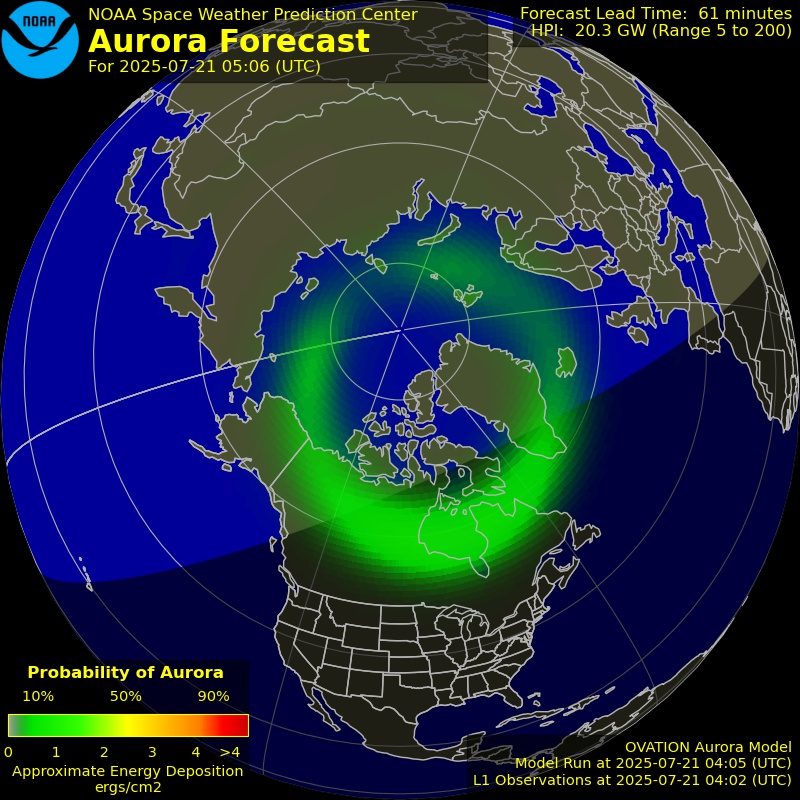 NOAA
NOAA Space Weather Prediction Center
Aurora Forecast
For 2025-07-21 05:06 (UTC)
Forecast Lead Time: 61 minutes
HPI: 20.3 GW (Range 5 to 200)
Probability of Aurora
10% 50% 90%
0 1 2 3 4 >4
Approximate Energy Deposition
ergs/cm2
OVATION Aurora Model
Model Run at 2025-07-21 04:05 (UTC)
L1 Observations at 2025-07-21 04:02 (UTC)